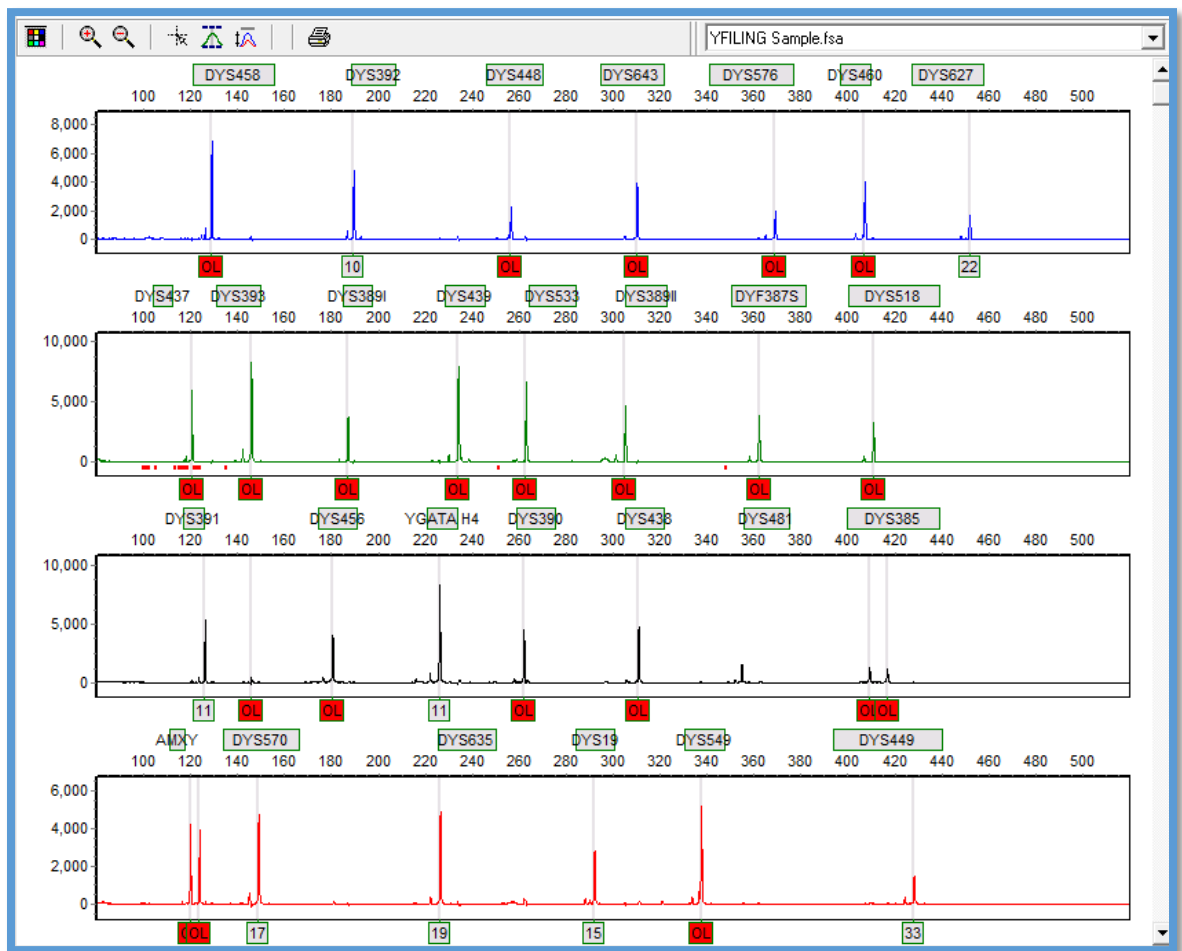 YFILING Sample.fsa
DYS458 DYS392 DYS448 DYS643 DYS576 DYS460 DYS627
100 120 140 160 180 200 220 240 260 280 300 320 340 360 380 400 420 440 460 480 500
8,000
6,000
4,000
2,000
0
OL 10 OL OL OL OL 22
DYS437 DYS393 DYS389I DYS439 DYS533 DYS389II DYF387S DYS518
100 120 140 160 180 200 220 240 260 280 300 320 340 360 380 400 420 440 460 480 500
10,000
5,000
0
OL OL OL OL OL OL OL OL
DYS391 DYS456 YGATA H4 DYS390 DYS438 DYS481 DYS385
100 120 140 160 180 200 220 240 260 280 300 320 340 360 380 400 420 440 460 480 500
10,000
5,000
0
11 OL OL 11 OL OL OL OL
AMXY DYS570 DYS635 DYS19 DYS549 DYS449
100 120 140 160 180 200 220 240 260 280 300 320 340 360 380 400 420 440 460 480 500
6,000
4,000
2,000
0
OL 17 19 15 OL 33